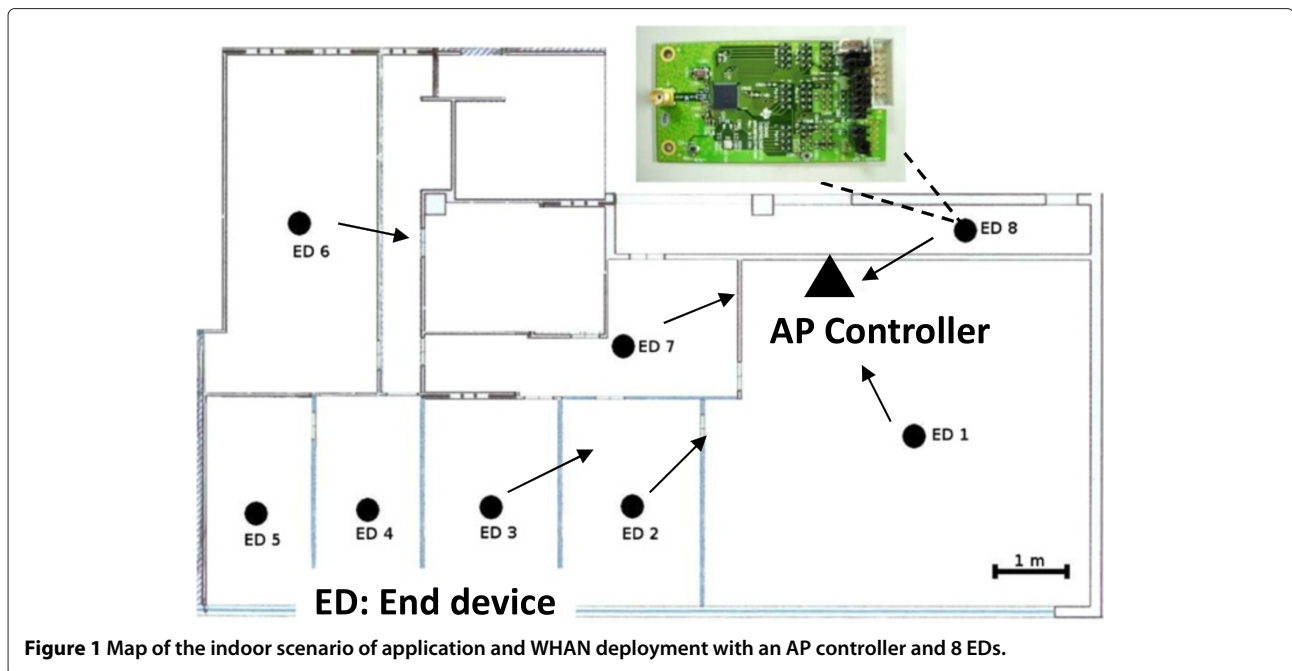 ED 8
ED 6
AP Controller
ED 7
ED 1
ED 5
ED 4
ED 3
ED 2
1 m
ED: End device
Figure 1 Map of the indoor scenario of application and WHAN deployment with an AP controller and 8 EDs.